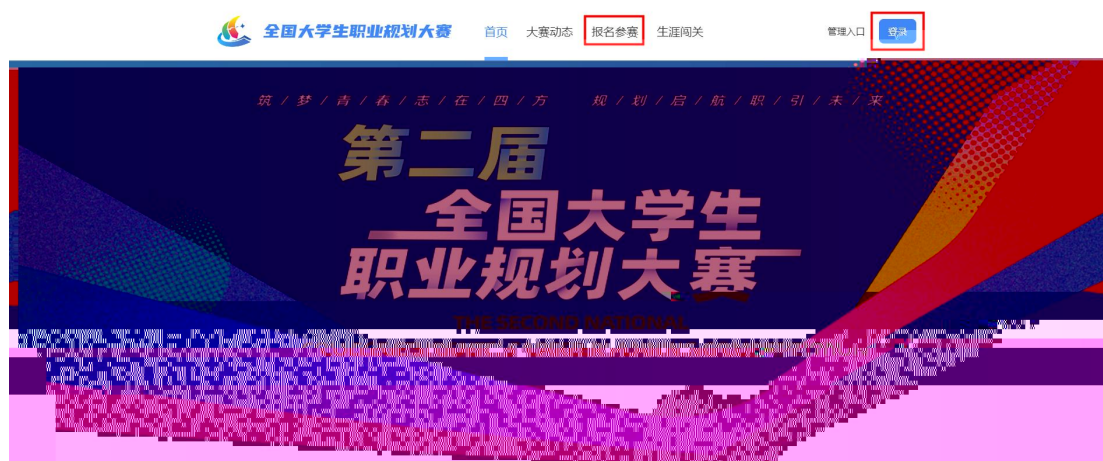 全国大学生职业规划大赛 首页 大赛动态 报名参赛 生涯闯关 管理入口 登录
筑/梦/青/春/志/在/四/方 规/划/启/航/职/引/未/来
第二届
全国大学生
职业规划大赛
THE SECOND NATIONAL